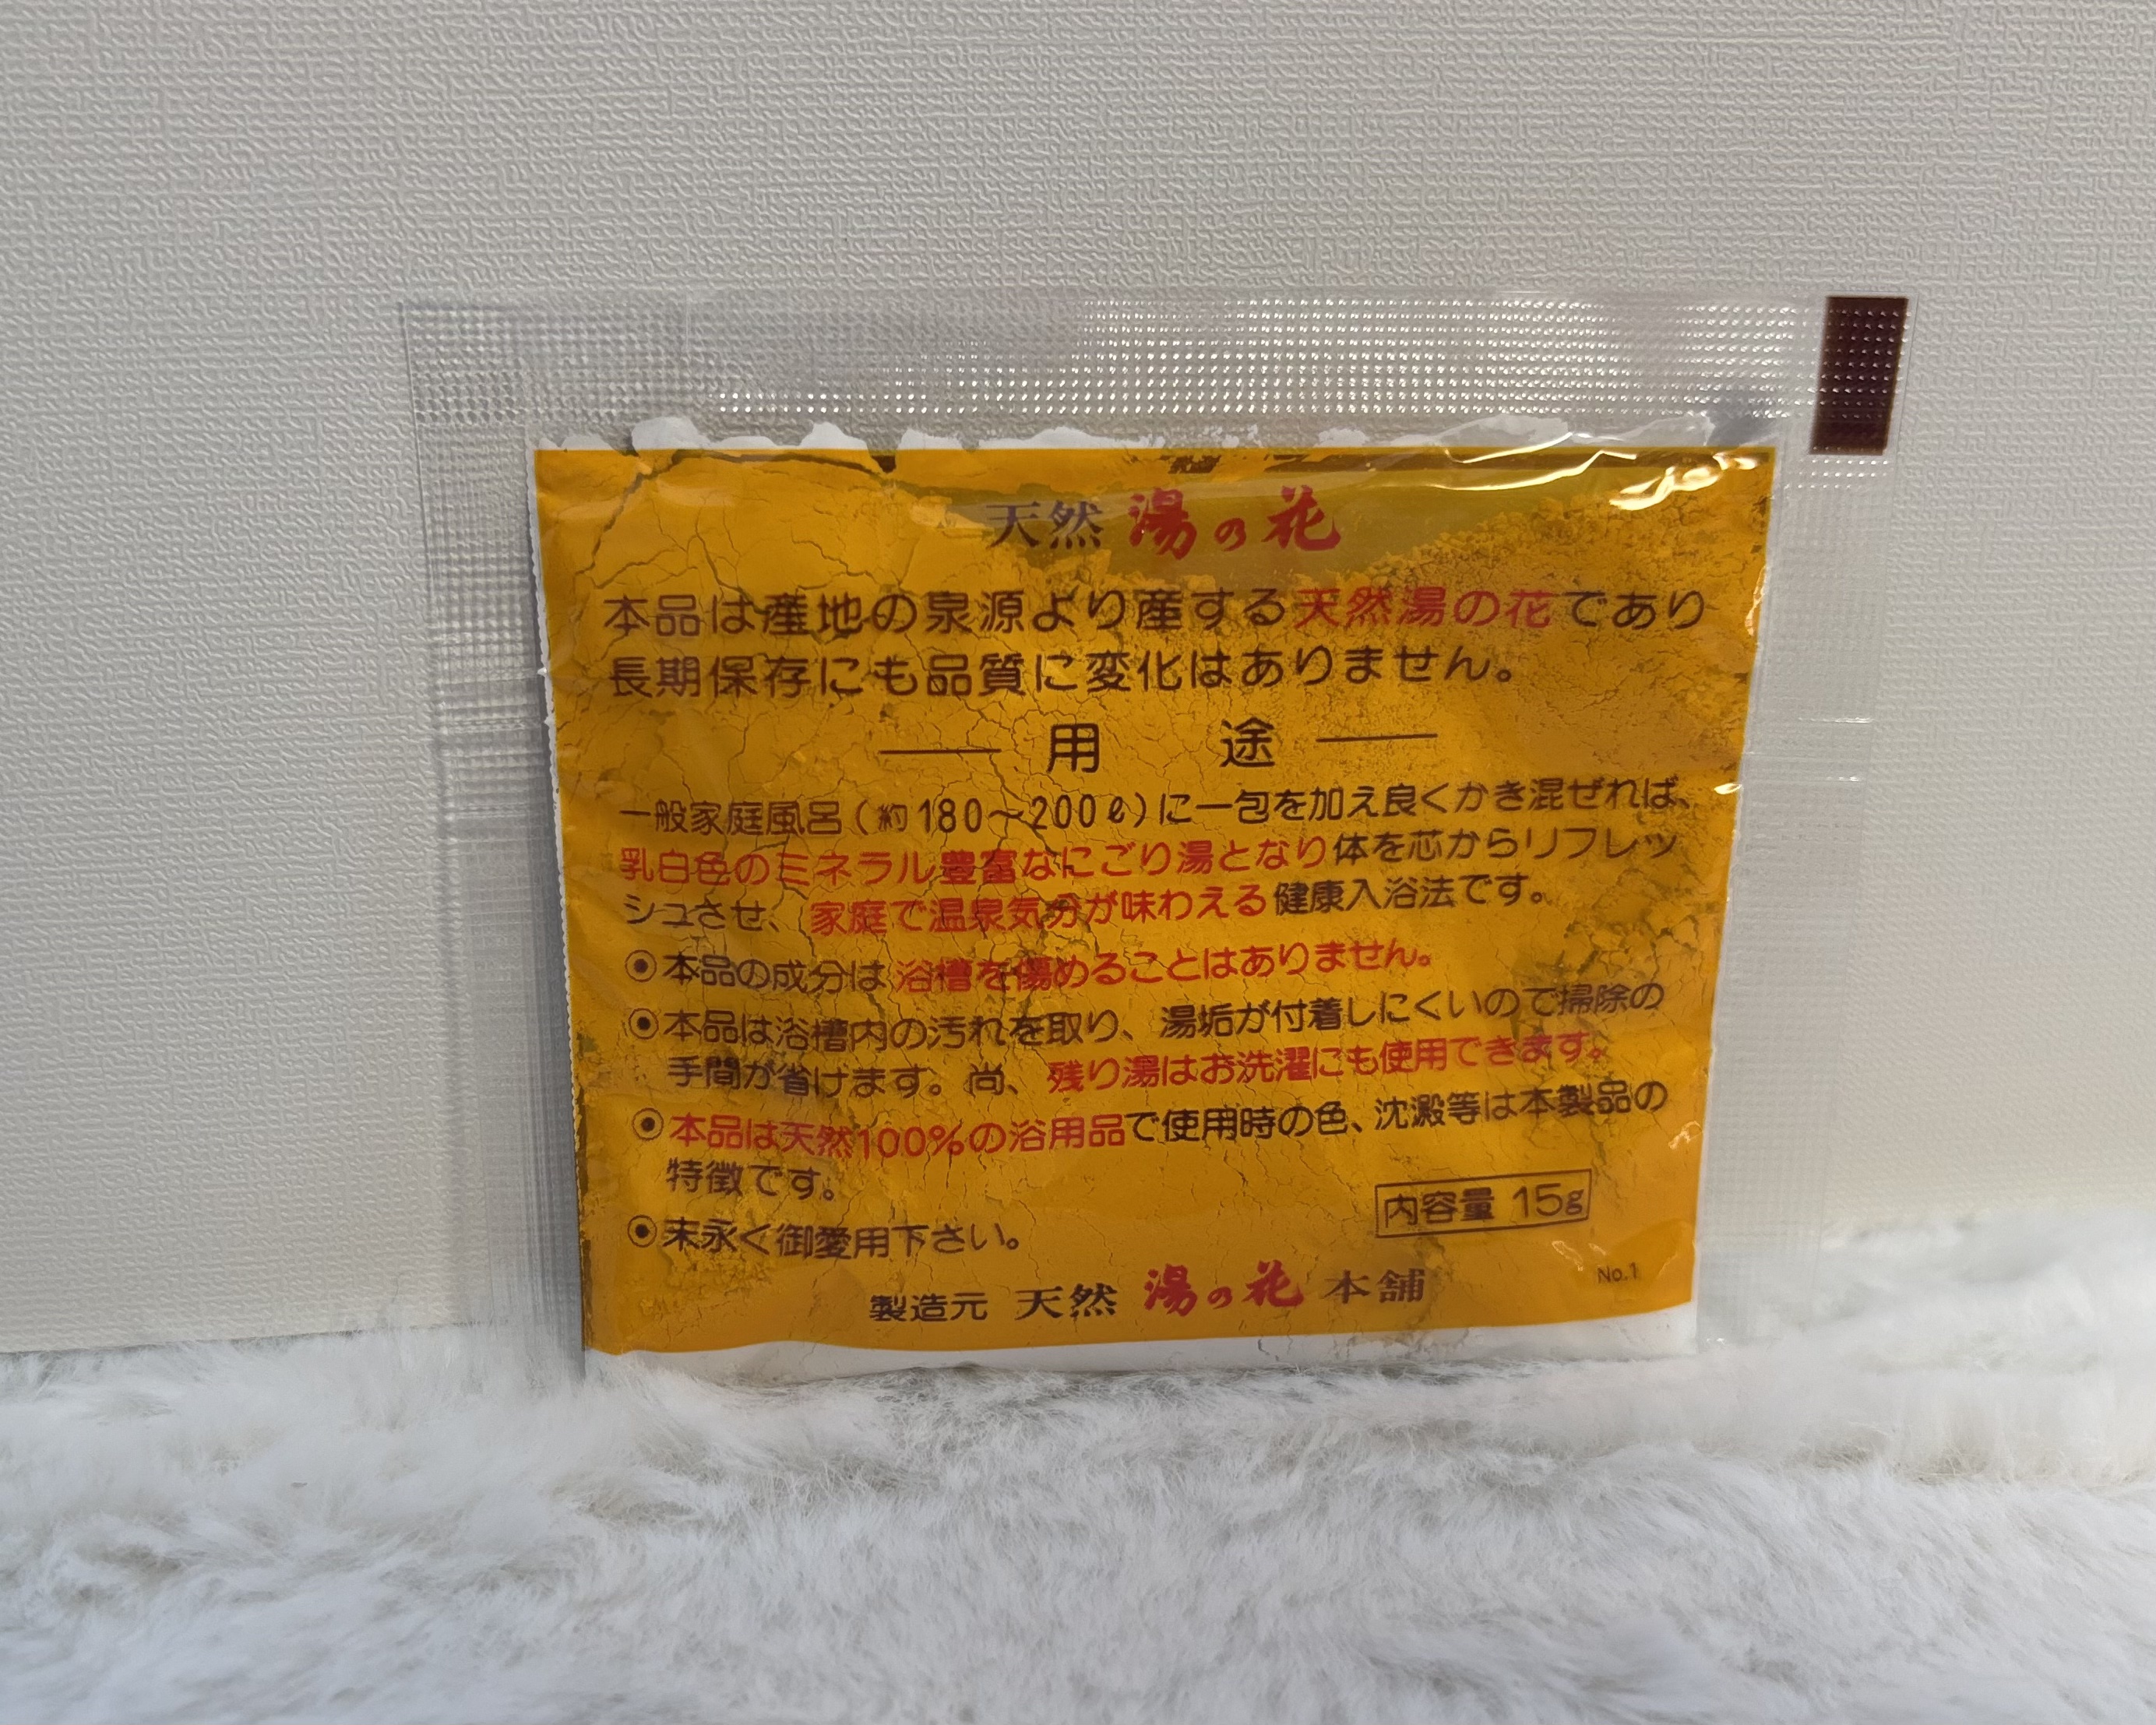 天然 湯の花
本品は産地の泉源より産する天然湯の花であり
長期保存にも品質に変化はありません。
用 途
一般家庭風呂(約180〜200ℓ)に一包を加え良くかき混ぜれば、
乳白色のミネラル豊富なにごり湯となり体を芯からリフレッ
シュさせ、家庭で温泉気分が味わえる健康入浴法です。
◉本品の成分は浴槽を傷めることはありません。
◉本品は浴槽内の汚れを取り、湯垢が付着しにくいので掃除の
手間が省けます。尚、残り湯はお洗濯にも使用できます。
◉本品は天然100%の浴用品で使用時の色、沈澱等は本製品の
特徴です。
◉末永く御愛用下さい。
内容量 15g
製造元 天然 湯の花 本舗
No.1